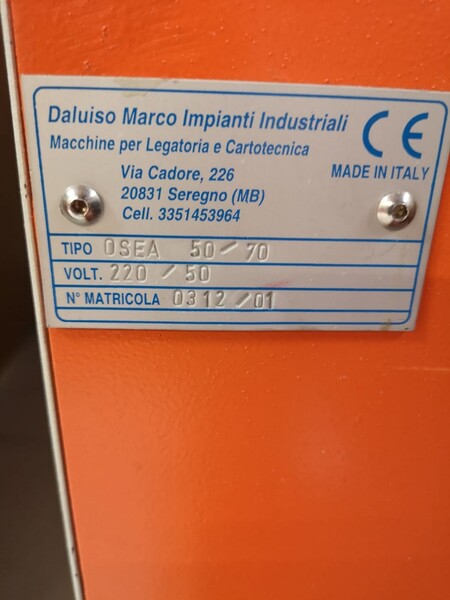 Daluiso Marco Impianti Industriali
Macchine per Legatoria e Cartotecnica
CE
Via Cadore, 226
MADE IN ITALY
20831 Seregno (MB)
Cell. 3351453964
TIPO OSEA 50/70
VOLT. 220/50
N° MATRICOLA 0312/01